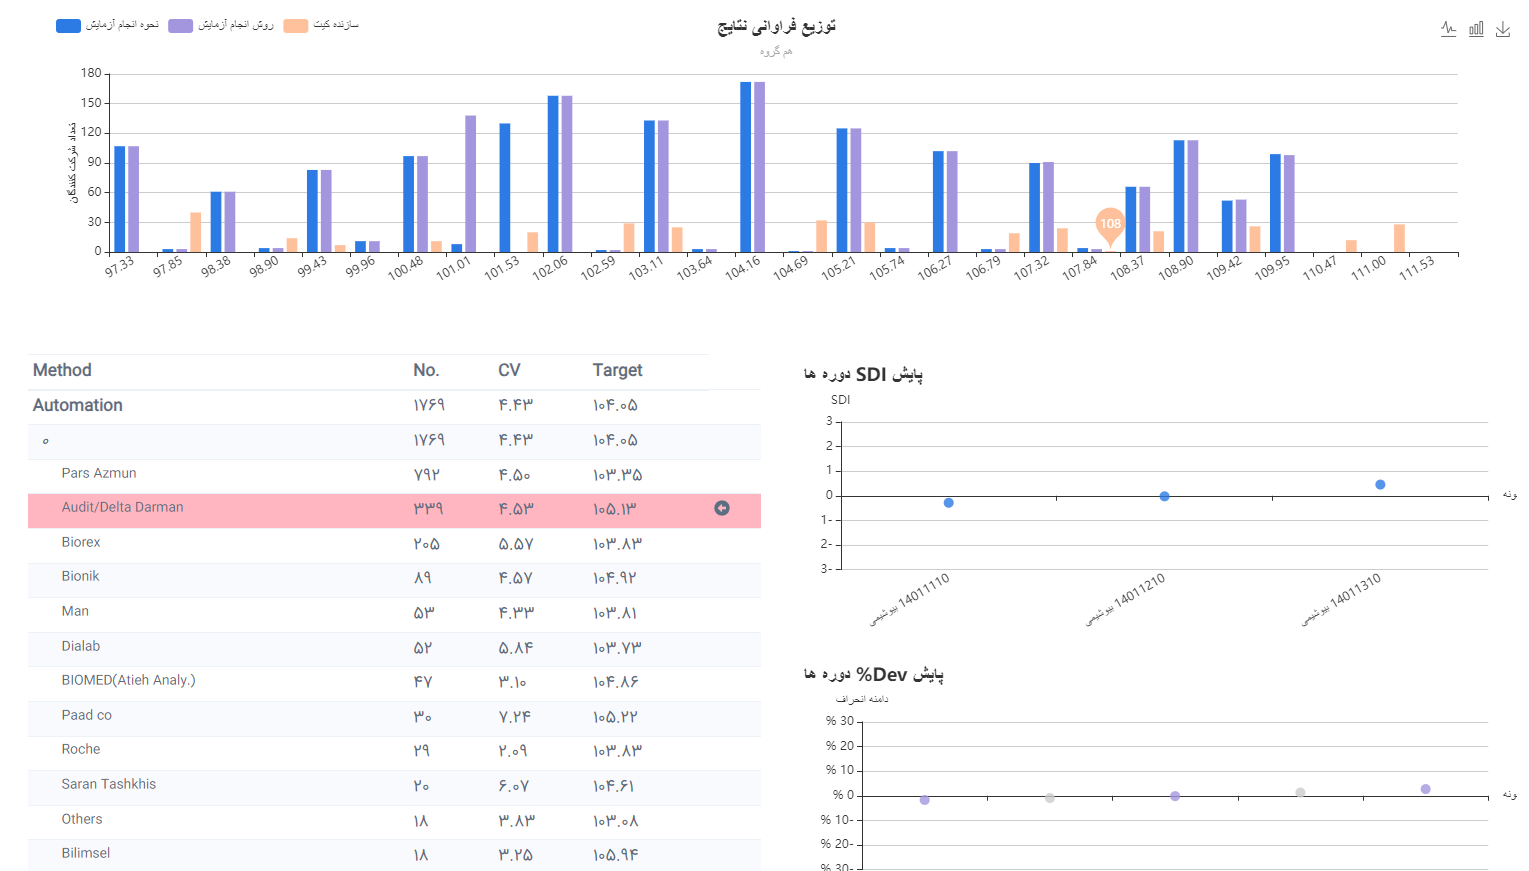 نحوه انجام آزمایش روش انجام آزمایش سازنده کیت
توزیع فراوانی نتایج
هم گروه
تعداد شرکت کنندگان
180
150
120
90
60
30
0
108
97.33 97.85 98.38 98.90 99.43 99.96 100.48 101.01 101.53 102.06 102.59 103.11 103.64 104.16 104.69 105.21 105.74 106.27 106.79 107.32 107.84 108.37 108.90 109.42 109.95 110.47 111.00 111.53
Method No. CV Target
Automation ۱۷۶۹ ۴.۴۳ ۱۰۴.۰۵
۰ ۱۷۶۹ ۴.۴۳ ۱۰۴.۰۵
Pars Azmun ۷۹۲ ۴.۵۰ ۱۰۳.۳۵
Audit/Delta Darman ۳۳۹ ۴.۵۳ ۱۰۵.۱۳
Biorex ۲۰۵ ۵.۵۷ ۱۰۳.۸۳
Bionik ۸۹ ۴.۵۷ ۱۰۴.۹۲
Man ۵۳ ۴.۳۳ ۱۰۳.۸۱
Dialab ۵۲ ۵.۸۴ ۱۰۳.۷۳
BIOMED(Atieh Analy.) ۴۷ ۳.۱۰ ۱۰۴.۸۶
Paad co ۳۰ ۷.۲۴ ۱۰۵.۲۲
Roche ۲۹ ۲.۰۹ ۱۰۳.۸۳
Saran Tashkhis ۲۰ ۶.۰۷ ۱۰۴.۶۱
Others ۱۸ ۳.۸۳ ۱۰۳.۰۸
Bilimsel ۱۸ ۳.۲۵ ۱۰۵.۹۴
پایش SDI دوره ها
SDI
3
2
1
0
1-
2-
3-
ونه
14011110 بیوشیمی 14011210 بیوشیمی 14011310 بیوشیمی
پایش Dev% دوره ها
دامنه انحراف
% 30
% 20
% 10
% 0
% 10-
% 20-
% 30-
ونه